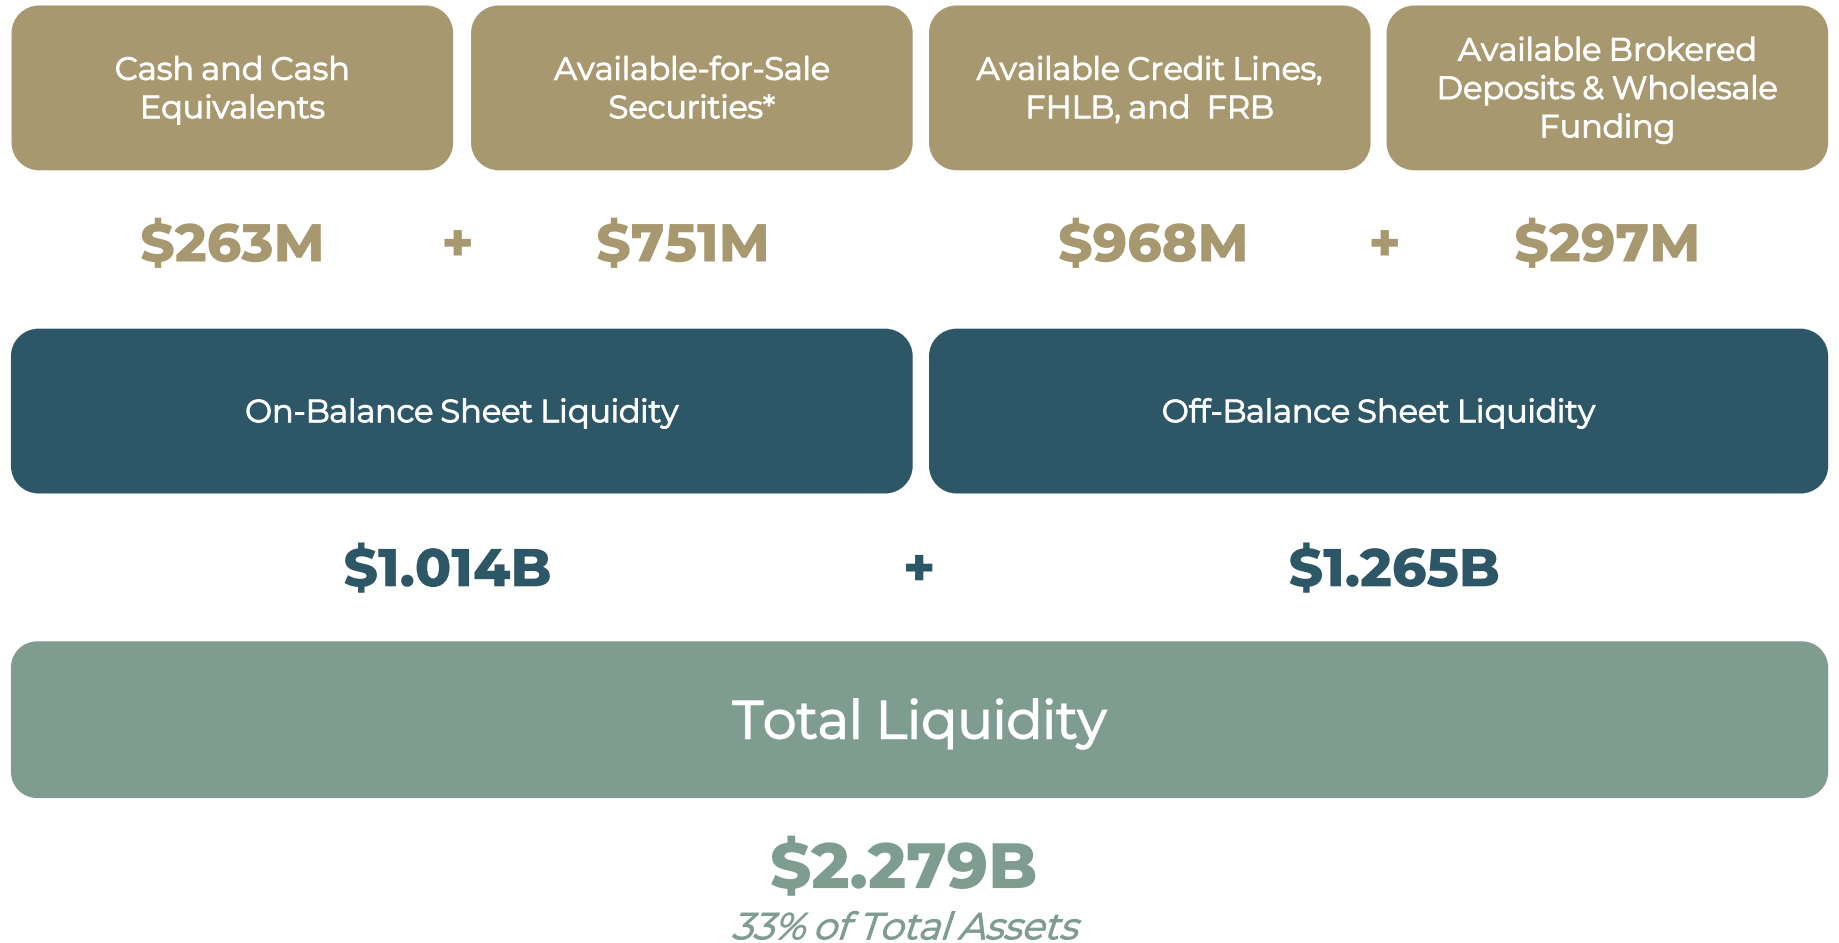 Cash and Cash
Equivalents
Available-for-Sale
Securities*
Available Credit Lines,
FHLB, and FRB
Available Brokered
Deposits & Wholesale
Funding
$263M + $751M
$968M + $297M
On-Balance Sheet Liquidity
Off-Balance Sheet Liquidity
$1.014B + $1.265B
Total Liquidity
$2.279B
33% of Total Assets